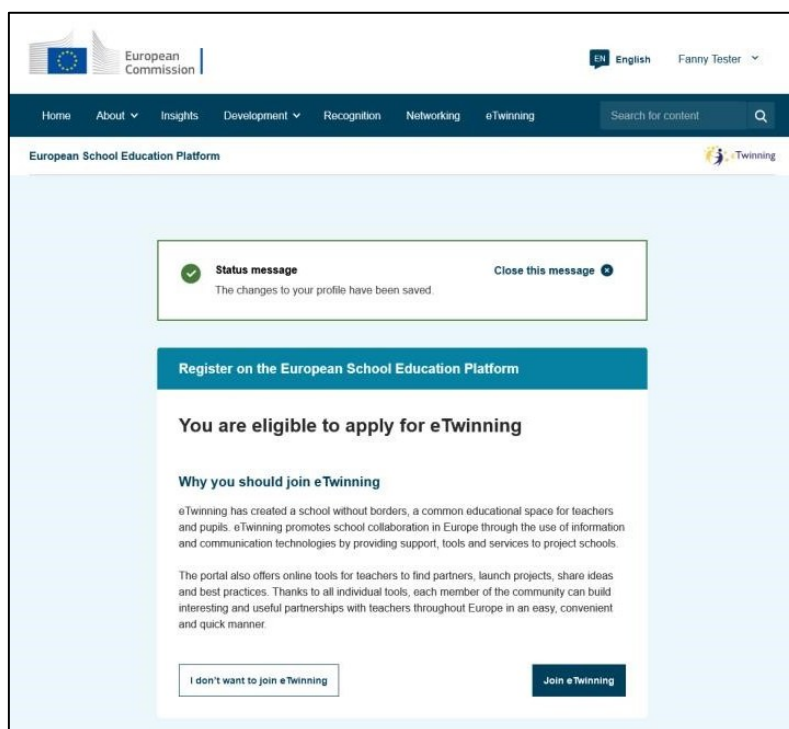 European
Commission
EN English Fanny Tester
Home About Insights Development Recognition Networking eTwinning Search for content
European School Education Platform
eTwinning
Status message Close this message
The changes to your profile have been saved.
Register on the European School Education Platform
You are eligible to apply for eTwinning
Why you should join eTwinning
eTwinning has created a school without borders, a common educational space for teachers
and pupils. eTwinning promotes school collaboration in Europe through the use of information
and communication technologies by providing support, tools and services to project schools.
The portal also offers online tools for teachers to find partners, launch projects, share ideas
and best practices. Thanks to all individual tools, each member of the community can build
interesting and useful partnerships with teachers throughout Europe in an easy, convenient
and quick manner.
I don't want to join eTwinning Join eTwinning